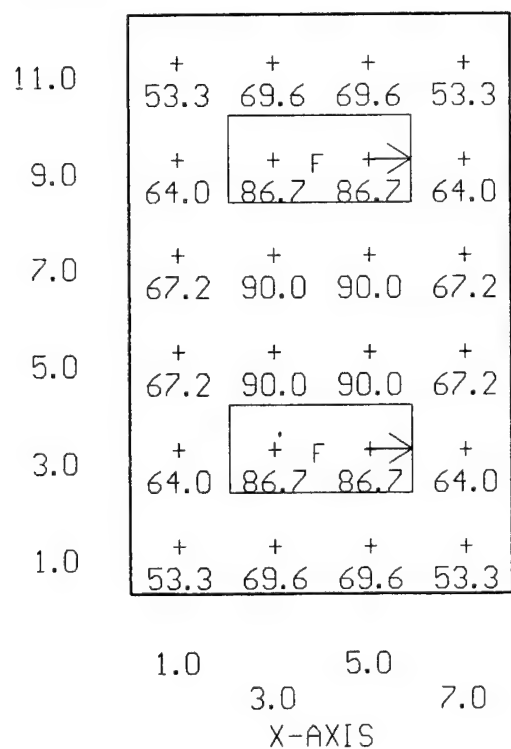 11.0 53.3 69.6 69.6 53.3
F
9.0 64.0 86.7 86.7 64.0
7.0 67.2 90.0 90.0 67.2
5.0 67.2 90.0 90.0 67.2
F
3.0 64.0 86.7 86.7 64.0
1.0 53.3 69.6 69.6 53.3
1.0 5.0
3.0 7.0
X-AXIS